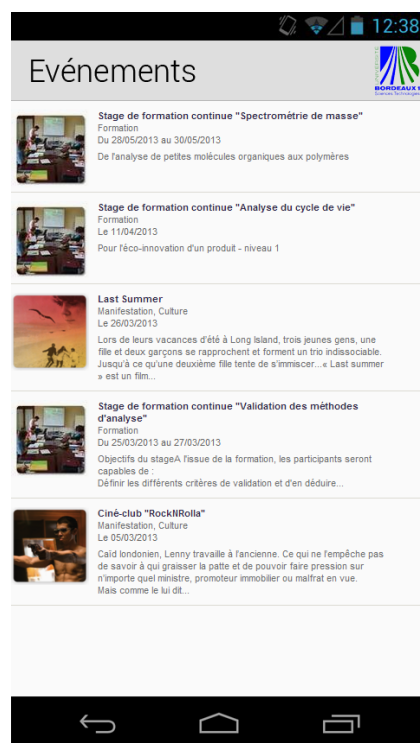 12:38
Evénements
BORDEAUX 1
Sciences Technologies
Stage de formation continue "Spectrométrie de masse"
Formation
Du 28/05/2013 au 30/05/2013
De l'analyse de petites molécules organiques aux polymères
Stage de formation continue "Analyse du cycle de vie"
Formation
Le 11/04/2013
Pour l'éco-innovation d'un produit - niveau 1
Last Summer
Manifestation, Culture
Le 26/03/2013
Lors de leurs vacances d'été à Long Island, trois jeunes gens, une
fille et deux garçons se rapprochent et forment un trio indissociable.
Jusqu'à ce qu'une deuxième fille tente de s'immiscer...« Last summer
» est un film...
Stage de formation continue "Validation des méthodes
d'analyse"
Formation
Du 25/03/2013 au 27/03/2013
Objectifs du stageA l'issue de la formation, les participants seront
capables de :
Définir les différents critères de validation et d'en déduire...
Ciné-club "RockNRolla"
Manifestation, Culture
Le 05/03/2013
Caïd londonien, Lenny travaille à l'ancienne. Ce qui ne l'empêche pas
de savoir à qui graisser la patte et de pouvoir faire pression sur
n'importe quel ministre, promoteur immobilier ou malfrat en vue.
Mais comme le lui dit...